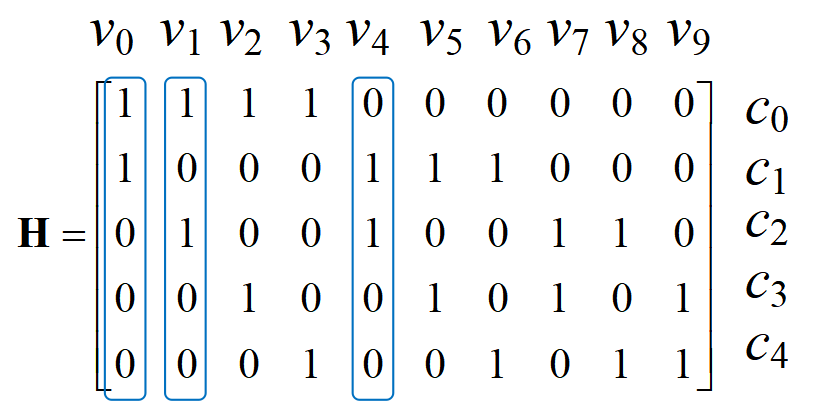 v0 v1 v2 v3 v4 v5 v6 v7 v8 v9
1 1 1 1 0 0 0 0 0 0 c0
1 0 0 0 1 1 1 0 0 0 c1
H = 0 1 0 0 1 0 0 1 1 0 c2
0 0 1 0 0 1 0 1 0 1 c3
0 0 0 1 0 0 1 0 1 1 c4